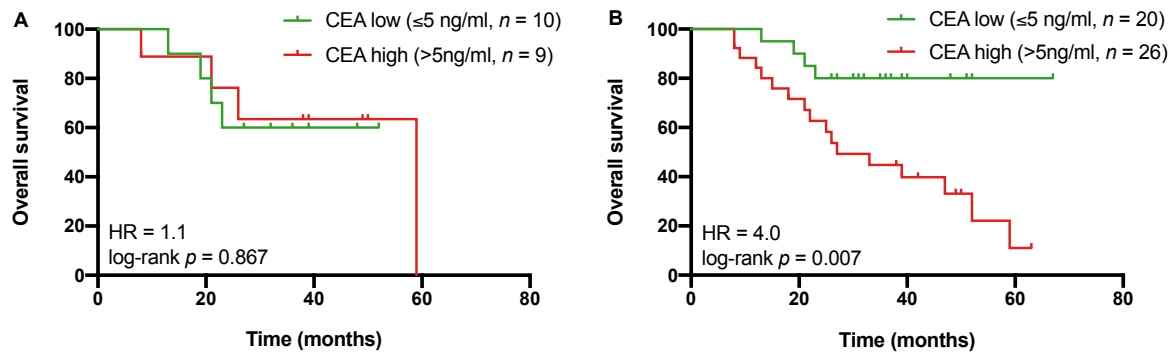 A
CEA low (≤5 ng/ml, n = 10)
CEA high (>5ng/ml, n = 9)
100
80
60
40
20
0
Overall survival
HR = 1.1
log-rank p = 0.867
0
20
40
60
80
Time (months)
B
CEA low (≤5 ng/ml, n = 20)
CEA high (>5ng/ml, n = 26)
100
80
60
40
20
0
Overall survival
HR = 4.0
log-rank p = 0.007
0
20
40
60
80
Time (months)